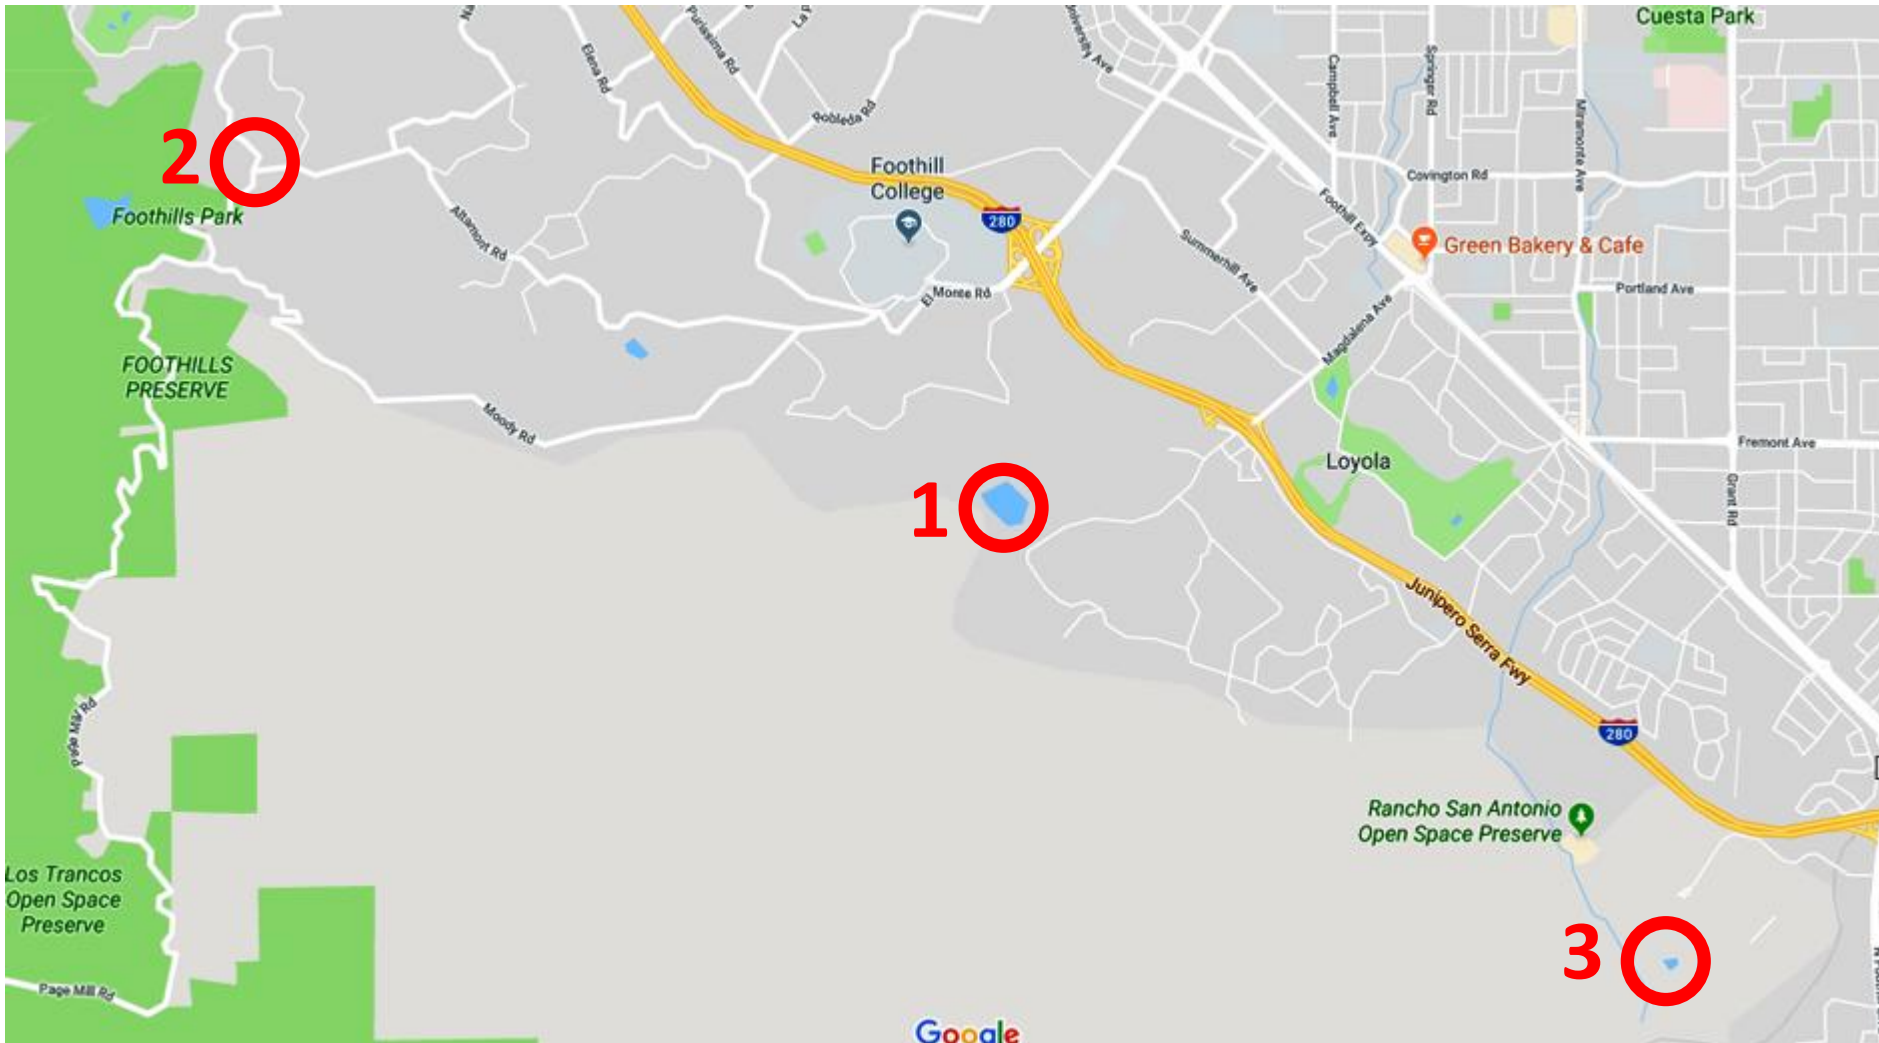 Cuesta Park
Purissima Rd
Elena Rd
University Ave
Campbell Ave
Springer Rd
Miramonte Ave
Robleda Rd
2
Foothill
College
Covington Rd
Foothills Park
Altamont Rd
280
Foothill Expy
Summerhill Ave
Green Bakery & Cafe
El Monte Rd
Portland Ave
Magdalena Ave
FOOTHILLS
PRESERVE
Moody Rd
Loyola
Fremont Ave
Grant Rd
1
Junipero Serra Fwy
Page Mill Rd
280
Rancho San Antonio
Open Space Preserve
Los Trancos
Open Space
Preserve
3
Page Mill Rd
Google